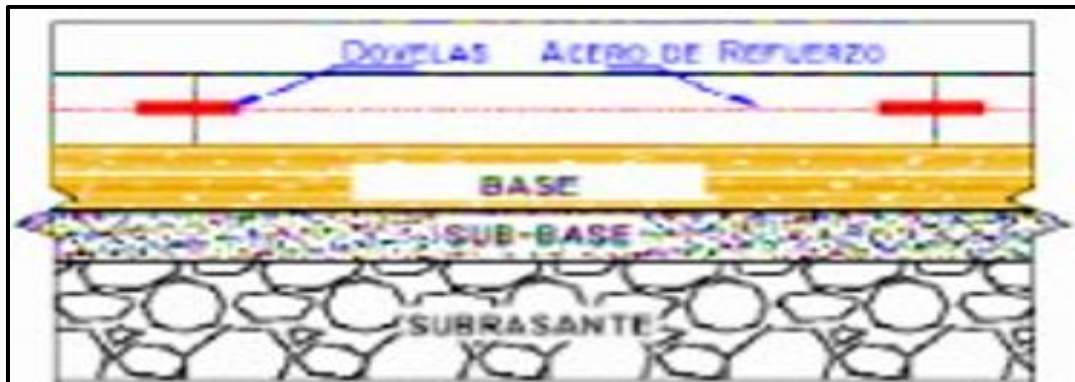 DOVELAS ACERO DE REFUERZO
BASE
SUB-BASE
SUBRASANTE